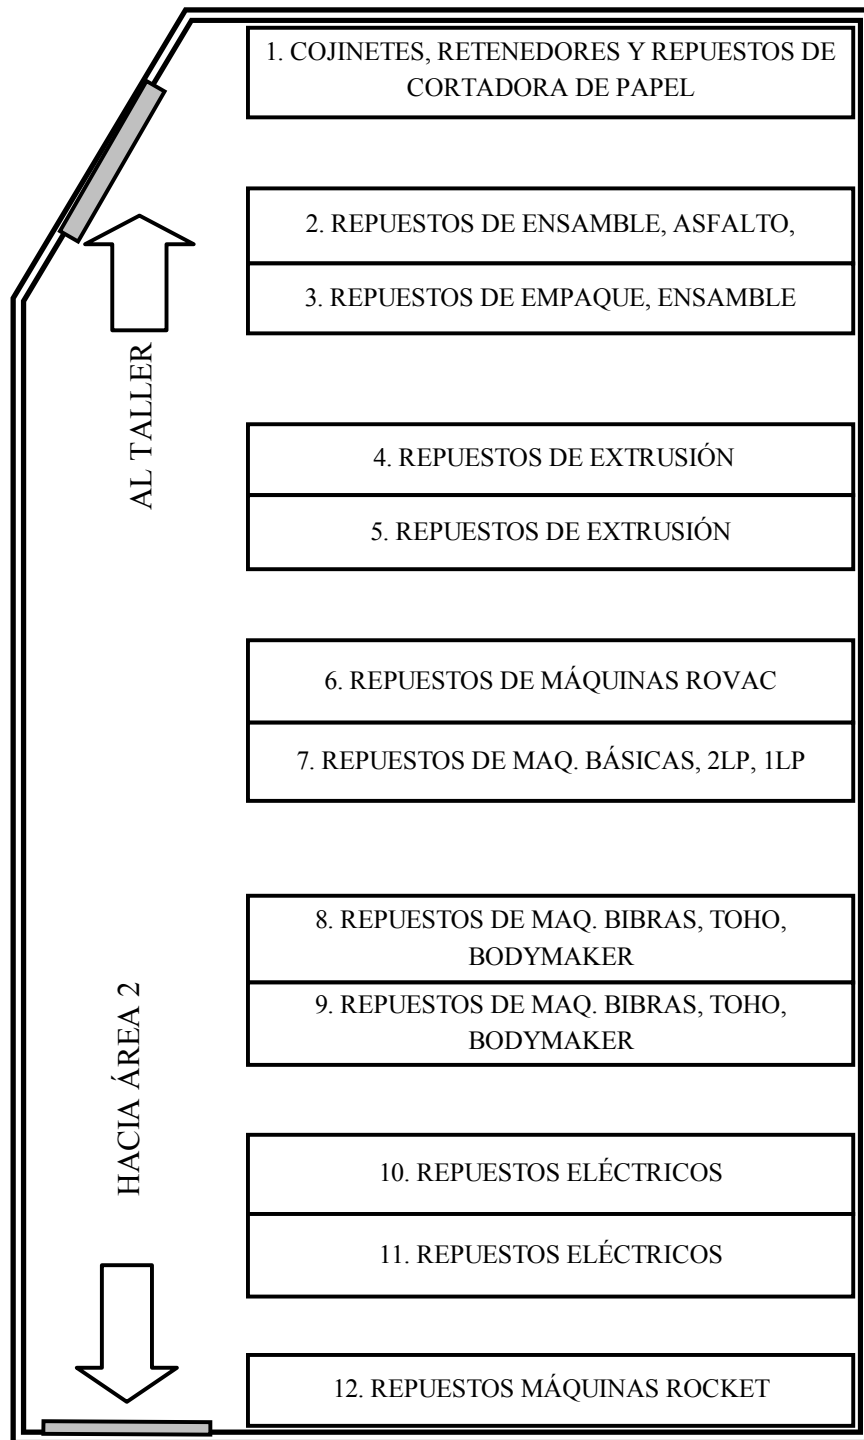 1. COJINETES, RETENEDORES Y REPUESTOS DE
CORTADORA DE PAPEL
2. REPUESTOS DE ENSAMBLE, ASFALTO,
3. REPUESTOS DE EMPAQUE, ENSAMBLE
AL TALLER
4. REPUESTOS DE EXTRUSIÓN
5. REPUESTOS DE EXTRUSIÓN
6. REPUESTOS DE MÁQUINAS ROVAC
7. REPUESTOS DE MAQ. BÁSICAS, 2LP, 1LP
8. REPUESTOS DE MAQ. BIBRAS, TOHO,
BODYMAKER
9. REPUESTOS DE MAQ. BIBRAS, TOHO,
BODYMAKER
HACIA ÁREA 2
10. REPUESTOS ELÉCTRICOS
11. REPUESTOS ELÉCTRICOS
12. REPUESTOS MÁQUINAS ROCKET